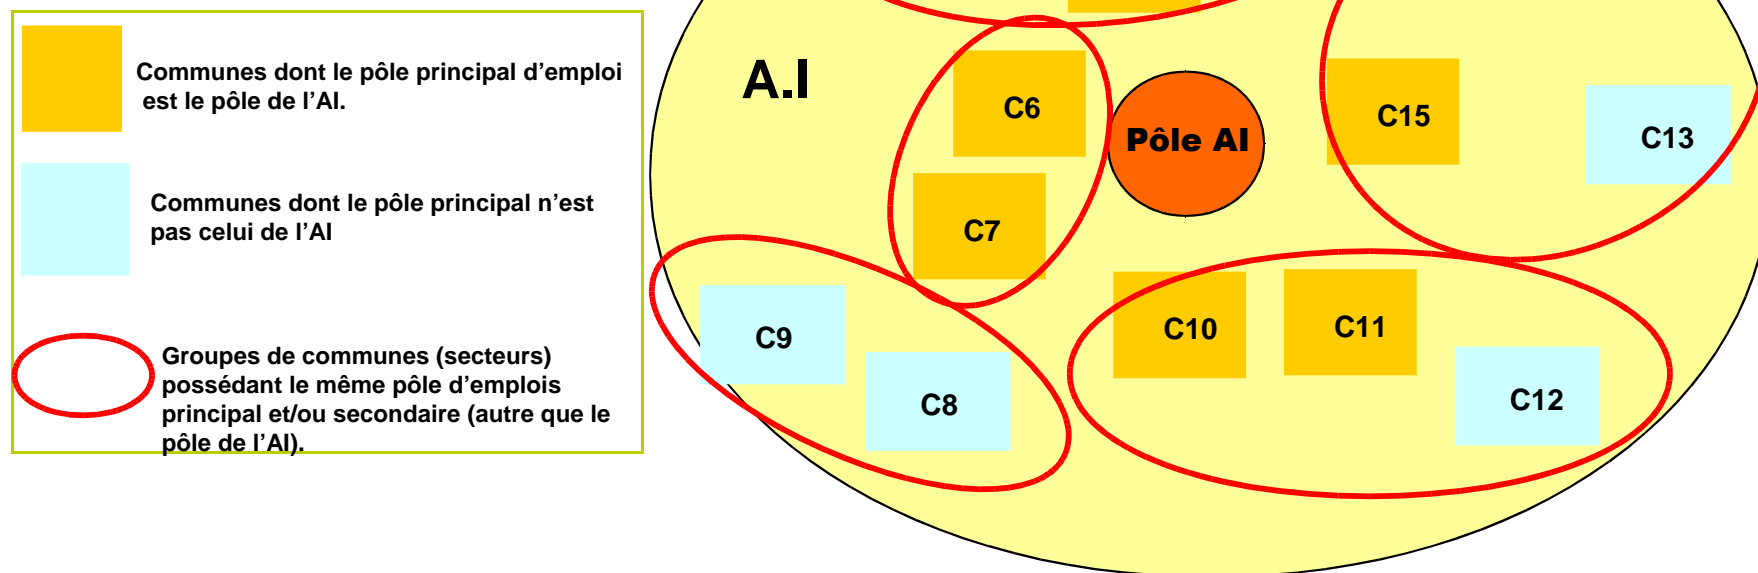 Communes dont le pôle principal d’emploi
est le pôle de l’AI.
Communes dont le pôle principal n’est
pas celui de l’AI
Groupes de communes (secteurs)
possédant le même pôle d’emplois
principal et/ou secondaire (autre que le
pôle de l’AI).
A.I
C6
Pôle AI
C15
C13
C7
C9
C8
C10
C11
C12